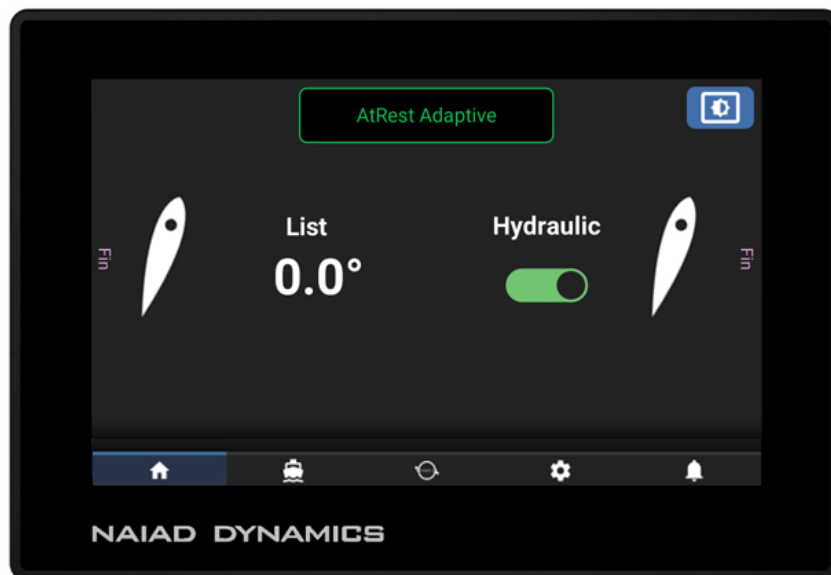 AtRest Adaptive
List
Hydraulic
Fin
0.0°
Fin
NAIAD DYNAMICS